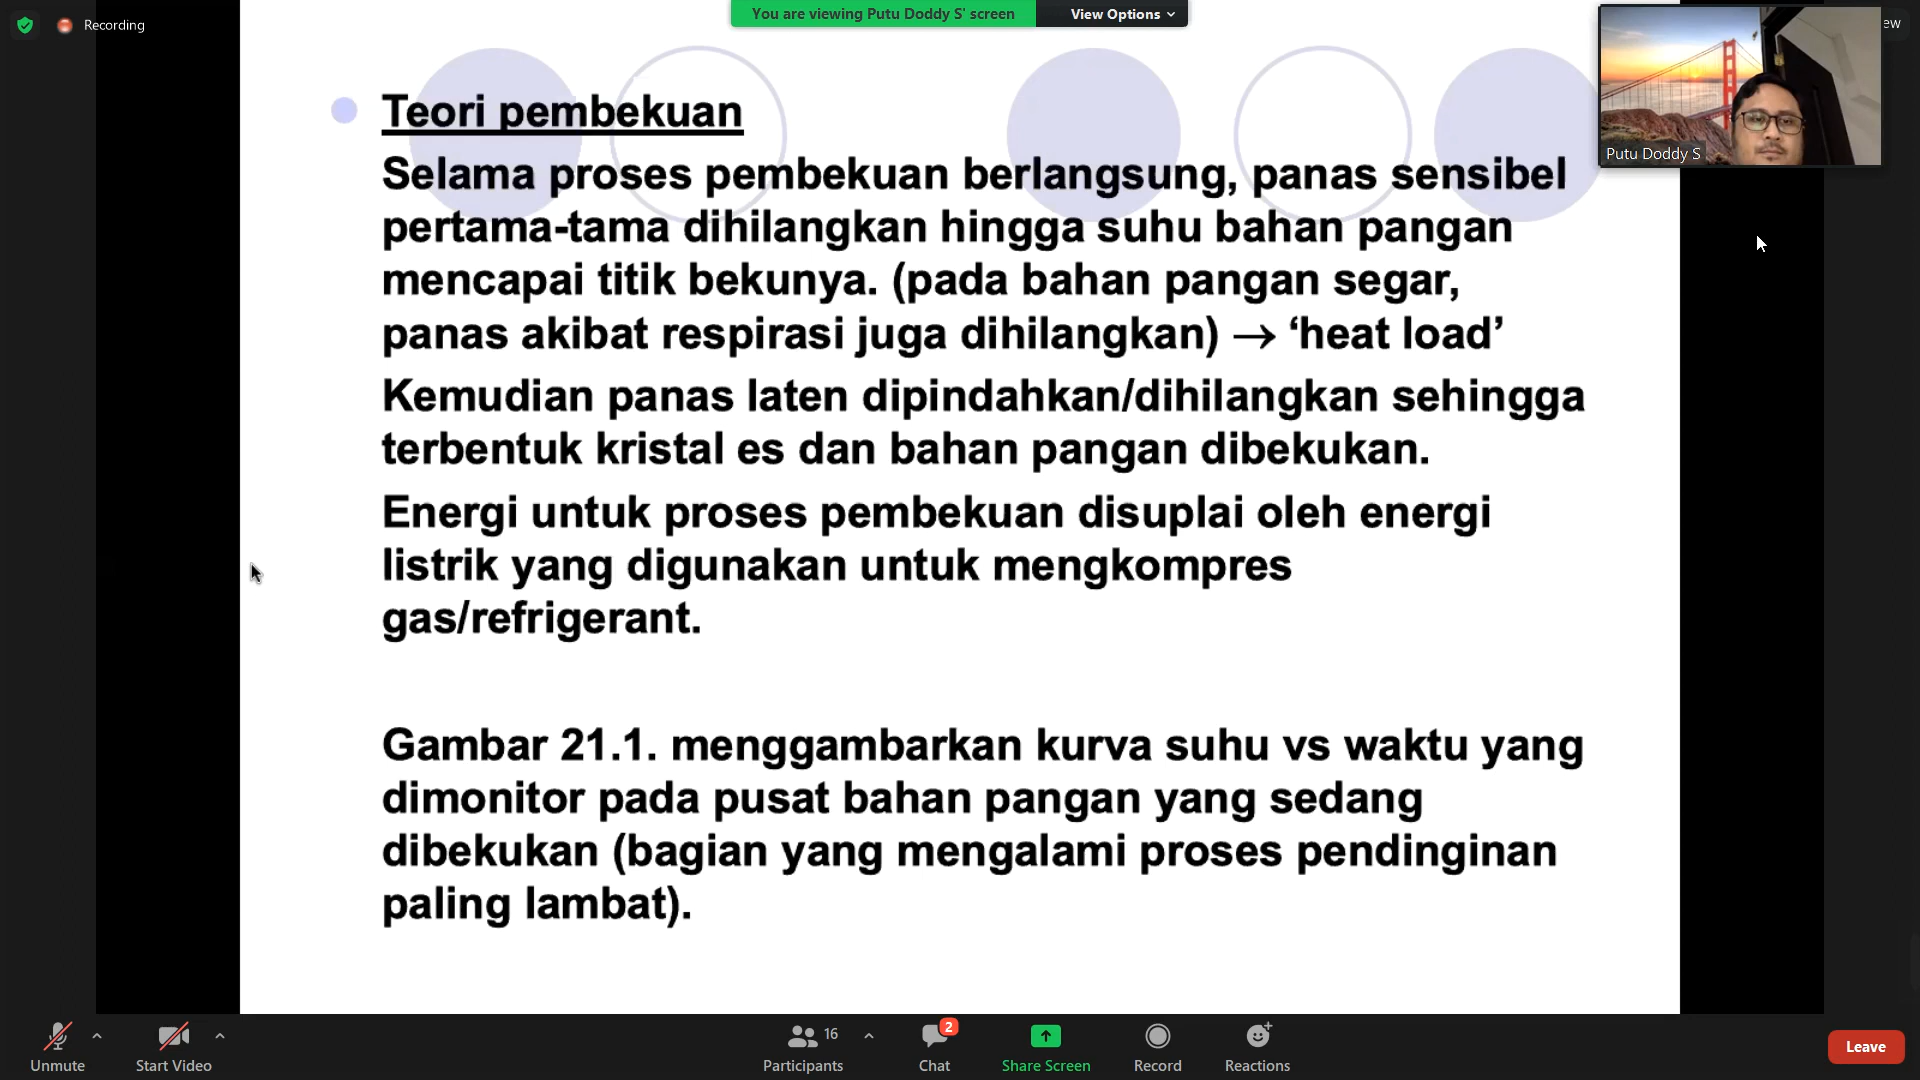 Recording
You are viewing Putu Doddy S' screen
View Options
ew
Putu Doddy S
Teori pembekuan
Selama proses pembekuan berlangsung, panas sensibel
pertama-tama dihilangkan hingga suhu bahan pangan
mencapai titik bekunya. (pada bahan pangan segar,
panas akibat respirasi juga dihilangkan) → ‘heat load’
Kemudian panas laten dipindahkan/dihilangkan sehingga
terbentuk kristal es dan bahan pangan dibekukan.
Energi untuk proses pembekuan disuplai oleh energi
listrik yang digunakan untuk mengkompres
gas/refrigerant.
Gambar 21.1. menggambarkan kurva suhu vs waktu yang
dimonitor pada pusat bahan pangan yang sedang
dibekukan (bagian yang mengalami proses pendinginan
paling lambat).
Unmute
Start Video
16
Participants
2
Chat
Share Screen
Record
Reactions
Leave